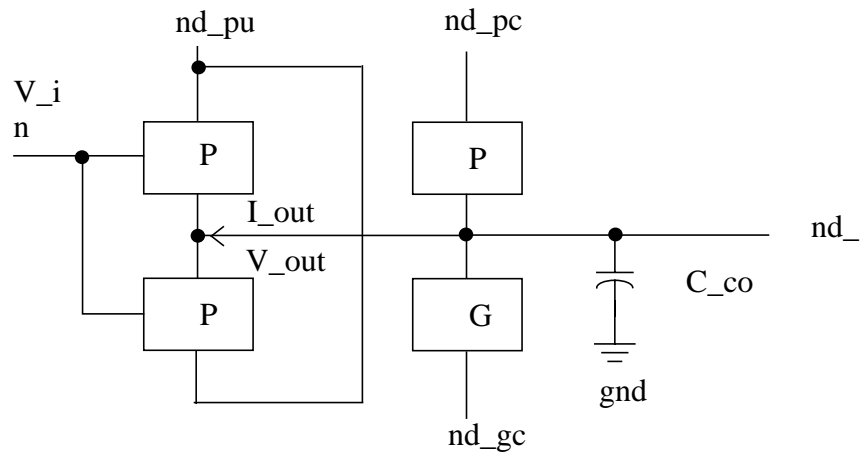 nd_pu
nd_pc
V_i
n
P
P
I_out
nd_
V_out
C_co
P
G
gnd
nd_gc